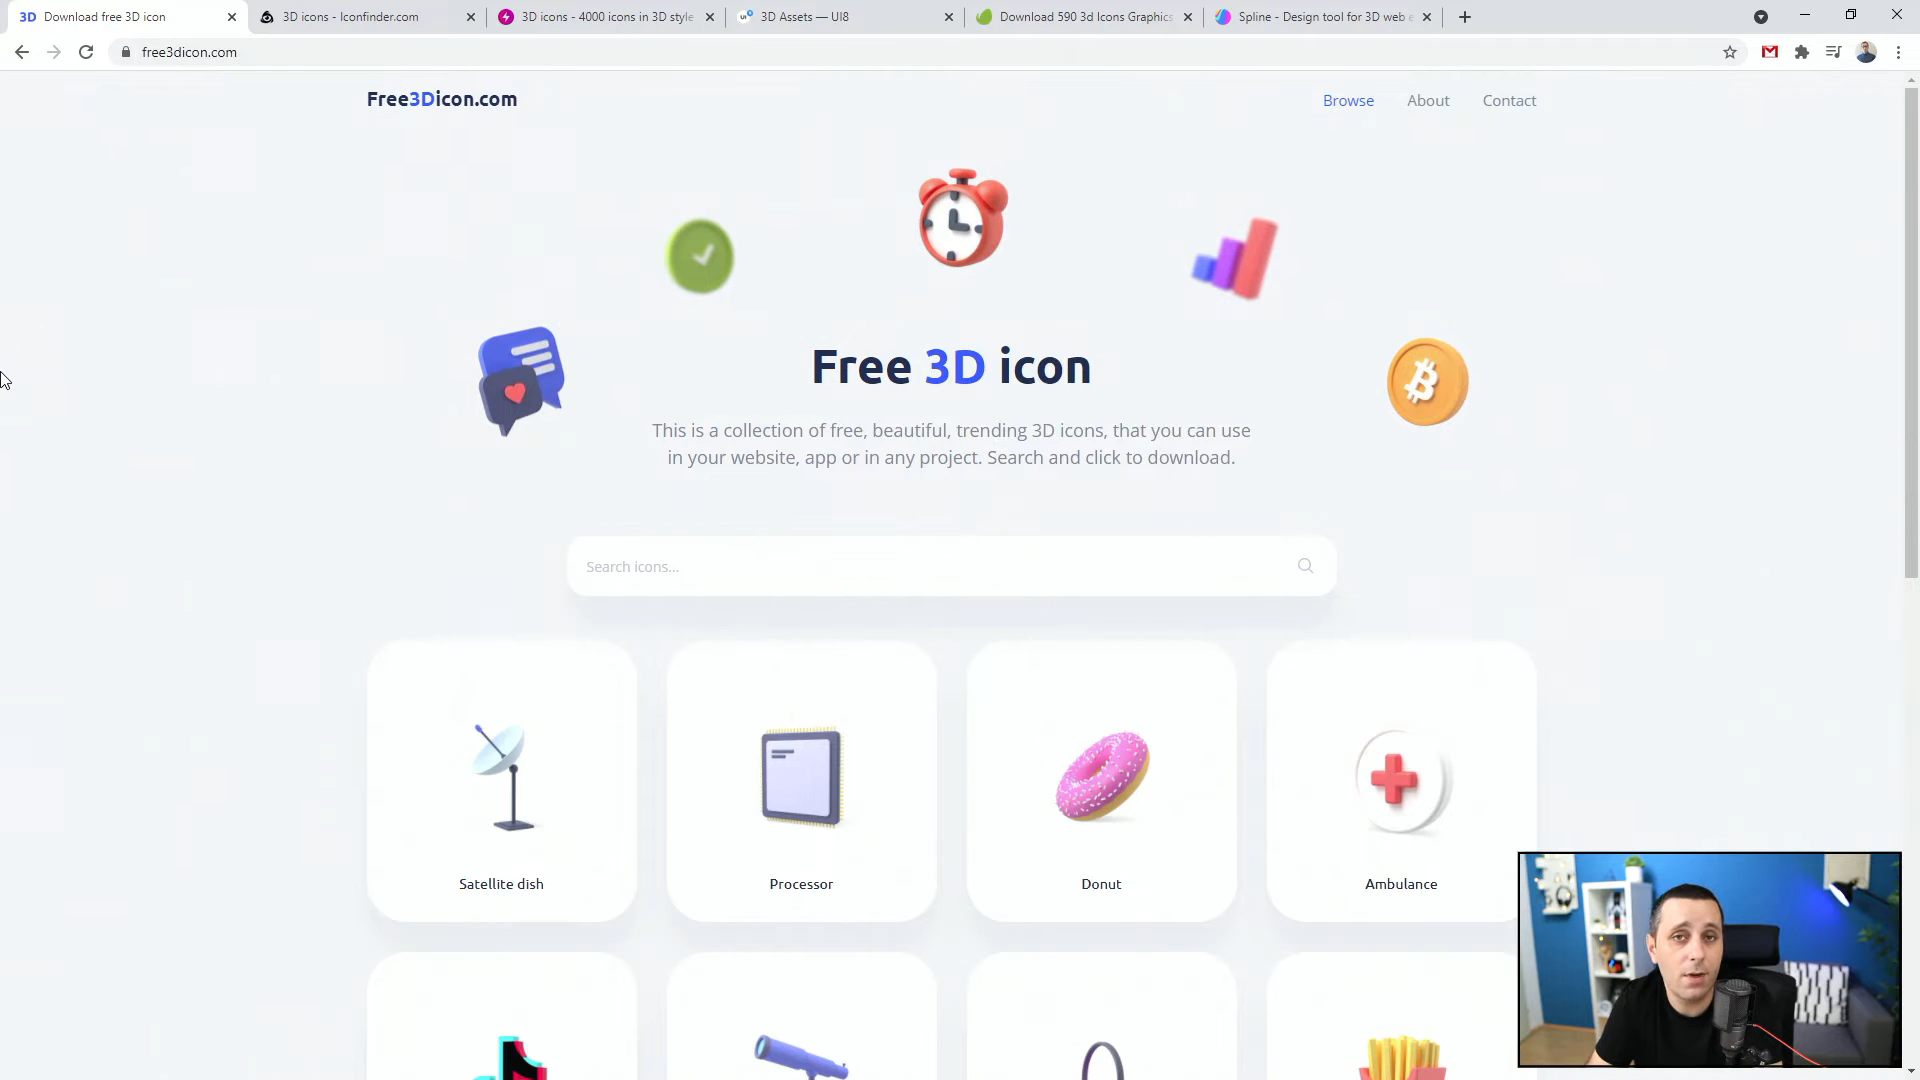 3D Download free 3D icon
3D icons - Iconfinder.com
3D icons - 4000 icons in 3D style
3D Assets — UI8
Download 590 3d Icons Graphics
Spline - Design tool for 3D web e
free3dicon.com
Free3Dicon.com
Browse
About
Contact
Free 3D icon
This is a collection of free, beautiful, trending 3D icons, that you can use
in your website, app or in any project. Search and click to download.
Search icons...
Satellite dish
Processor
Donut
Ambulance